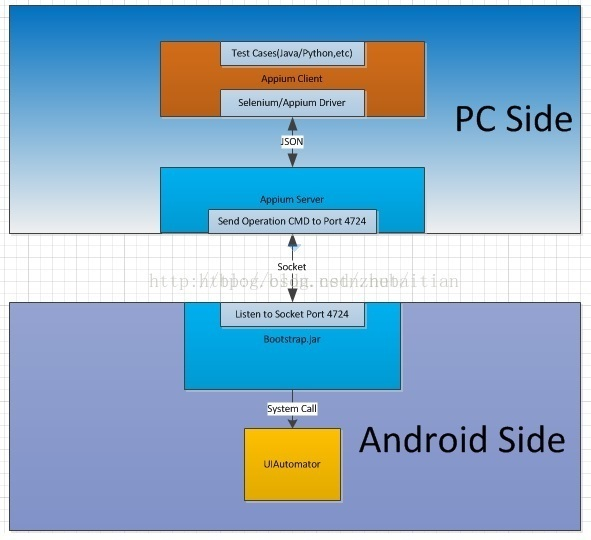 Test Cases(Java/Python,etc)
Appium Client
Selenium/Appium Driver
PC Side
JSON
Appium Server
Send Operation CMD to Port 4724
Socket
Listen to Socket Port 4724
Bootstrap.jar
System Call
Android Side
UIAutomator